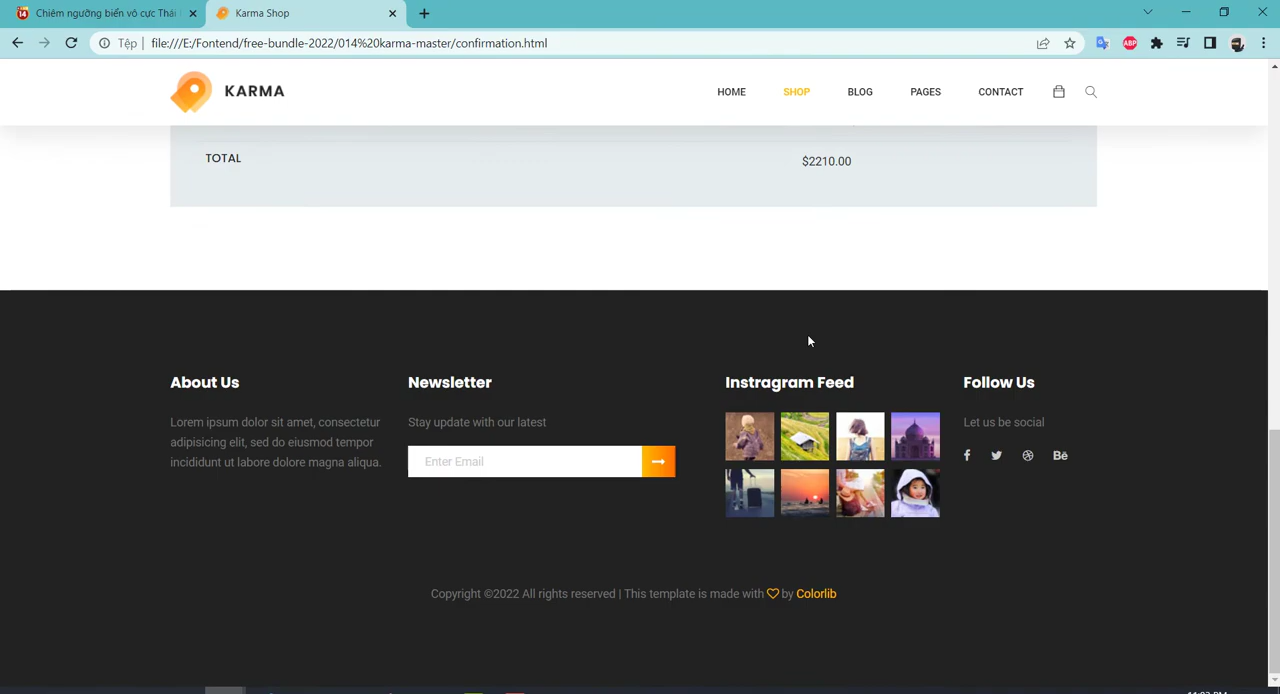 14 Chiêm ngưỡng biển vô cực Thái
Karma Shop
Tệp | file:///E:/Fontend/free-bundle-2022/014%20karma-master/confirmation.html
ABP
KARMA
HOME SHOP BLOG PAGES CONTACT
TOTAL $2210.00
About Us
Lorem ipsum dolor sit amet, consectetur
adipisicing elit, sed do eiusmod tempor
incididunt ut labore dolore magna aliqua.
Newsletter
Stay update with our latest
Enter Email
Instragram Feed
Follow Us
Let us be social
Copyright ©2022 All rights reserved | This template is made with by Colorlib